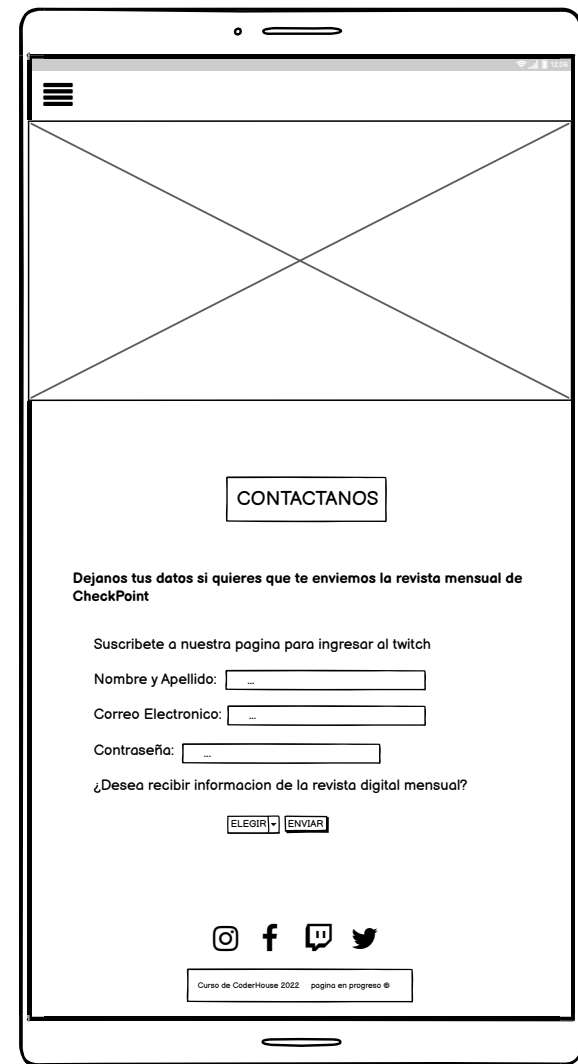 12:06
CONTACTANOS
Dejanos tus datos si quieres que te enviemos la revista mensual de
CheckPoint
Suscribete a nuestra pagina para ingresar al twitch
Nombre y Apellido: ...
Correo Electronico: ...
Contraseña: ...
¿Desea recibir informacion de la revista digital mensual?
ELEGIR ENVIAR
Curso de CoderHouse 2022 pagina en progreso ©